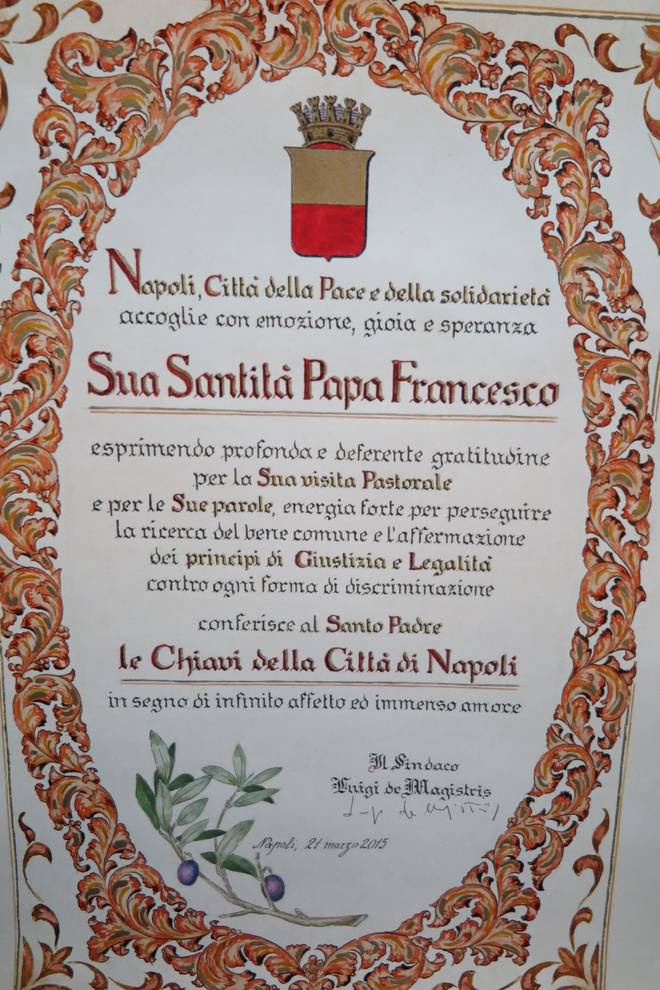 Napoli, Città della Pace e della solidarietà
accoglie con emozione, gioia e speranza
Sua Santità Papa Francesco
esprimendo profonda e deferente gratitudine
per la Sua visita Pastorale
e per le Sue parole, energia forte per perseguire
la ricerca del bene comune e l'affermazione
dei principi di Giustizia e Legalità
contro ogni forma di discriminazione
conferisce al Santo Padre
le Chiavi della Città di Napoli
in segno di infinito affetto ed immenso amore
Il Sindaco
Luigi de Magistris
Luigi de Magistris
Napoli, 21 marzo 2015